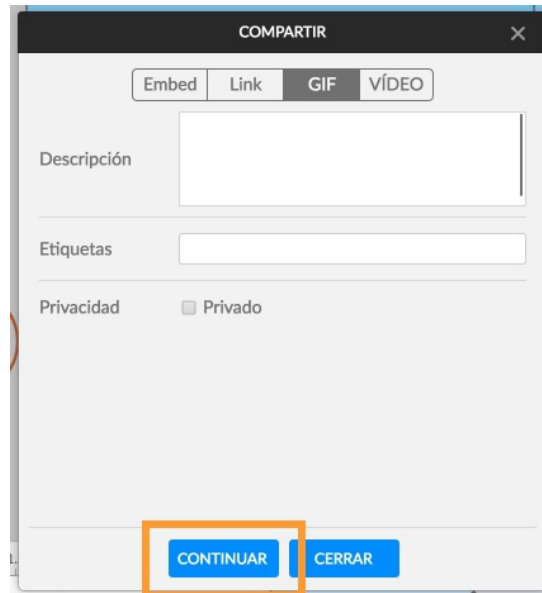 COMPARTIR
Embed Link GIF VÍDEO
Descripción
Etiquetas
Privacidad Privado
CONTINUAR CERRAR